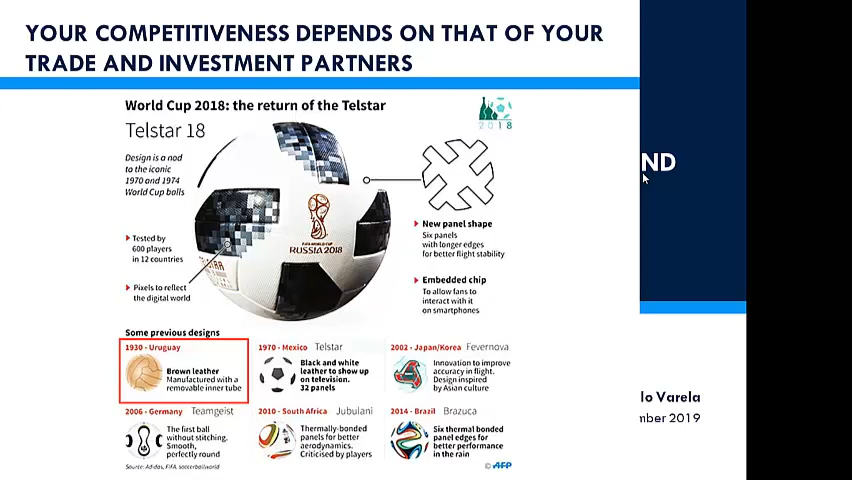 YOUR COMPETITIVENESS DEPENDS ON THAT OF YOUR
TRADE AND INVESTMENT PARTNERS
World Cup 2018: the return of the Telstar
Telstar 18
2018
Design is a nod
to the iconic
1970 and 1974
World Cup balls
FIFA WORLD CUP
RUSSIA 2018
Tested by
600 players
in 12 countries
Pixels to reflect
the digital world
New panel shape
Six panels
with longer edges
for better flight stability
Embedded chip
To allow fans to
interact with it
on smartphones
Some previous designs
1930 - Uruguay
Brown leather
Manufactured with a
removable inner tube
1970 - Mexico Telstar
Black and white
leather to show up
on television.
32 panels
2002 - Japan/Korea Fevernova
Innovation to improve
accuracy in flight.
Design inspired
by Asian culture
2006 - Germany Teamgeist
The first ball
without stitching.
Smooth,
perfectly round
2010 - South Africa Jubulani
Thermally-bonded
panels for better
aerodynamics.
Criticised by players
2014 - Brazil Brazuca
Six thermal bonded
panel edges for
better performance
in the rain
Source: Adidas, FIFA, soccerballworld
© AFP
ND
lo Varela
mber 2019